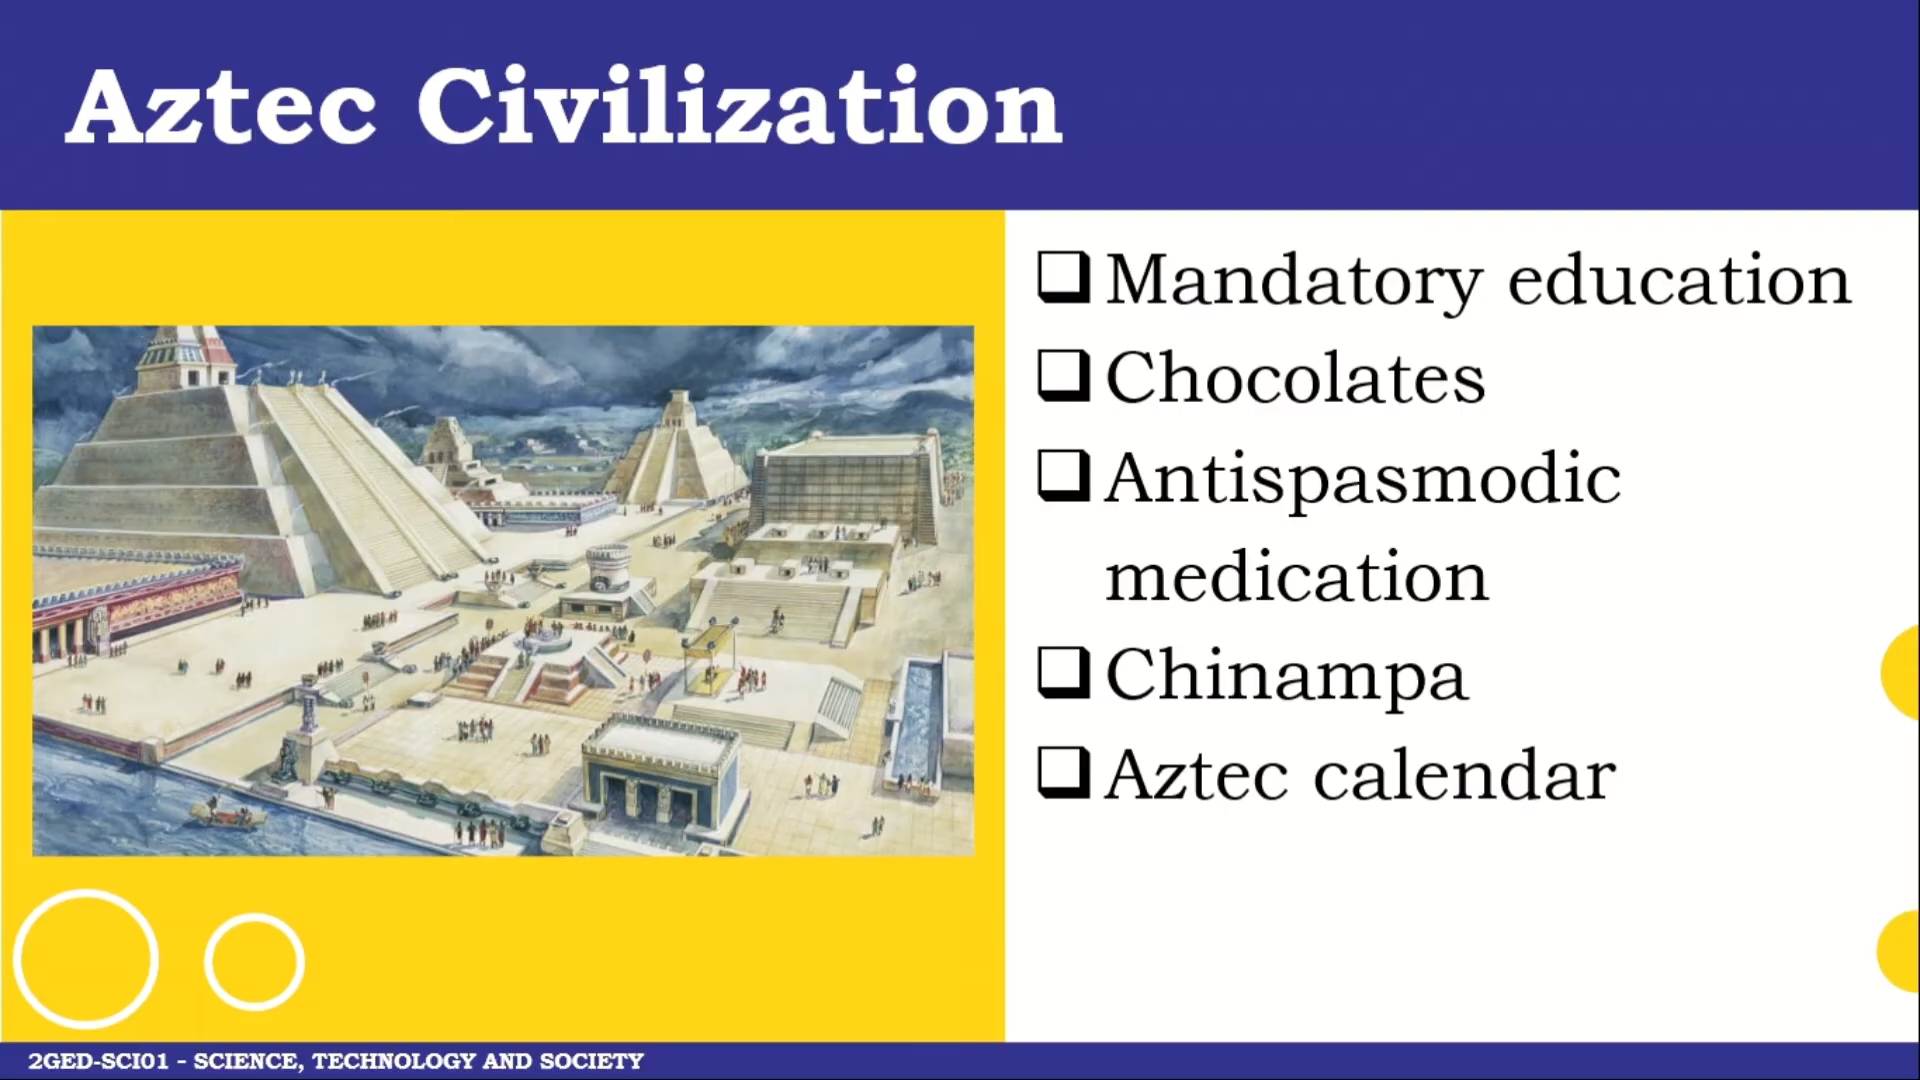 Aztec Civilization
Mandatory education
Chocolates
Antispasmodic
medication
Chinampa
Aztec calendar
2GED-SCI01 - SCIENCE, TECHNOLOGY AND SOCIETY